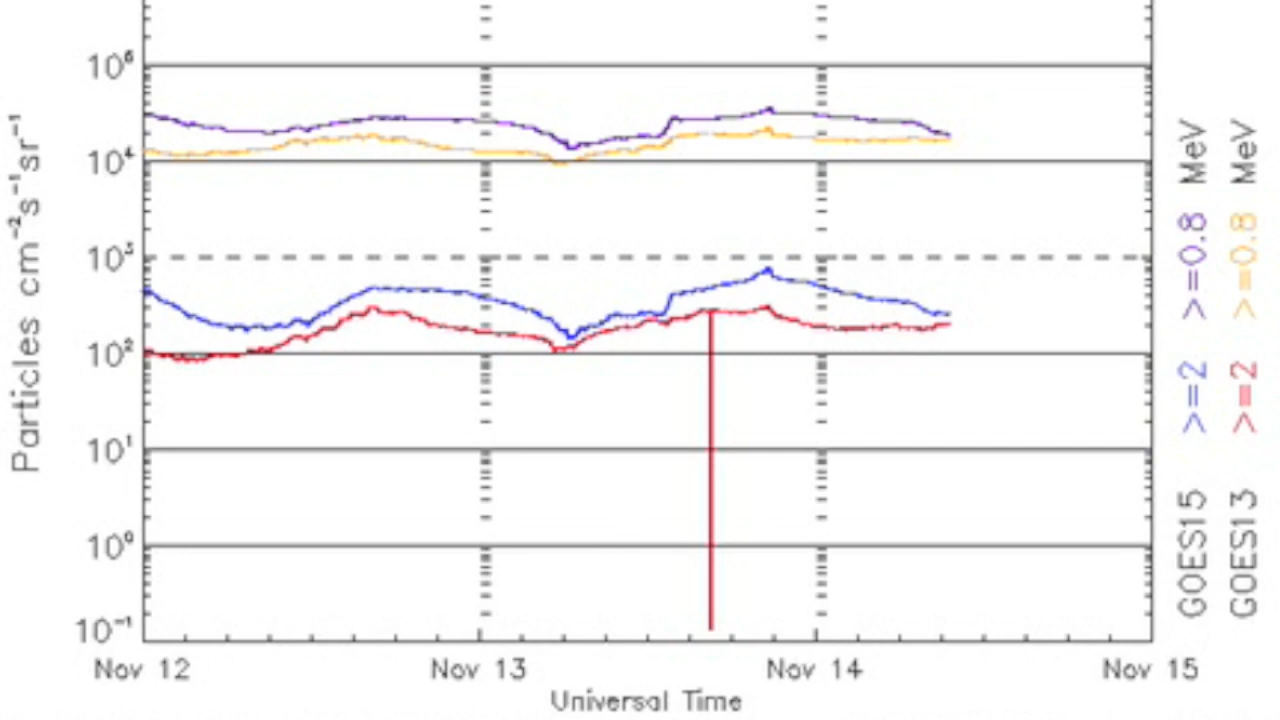 10⁶
10⁴
10³
10²
10¹
10⁰
10⁻¹
Particles cm⁻²s⁻¹sr⁻¹
Nov 12 Nov 13 Nov 14 Nov 15
Universal Time
GOES15 >=2 >=0.8 MeV
GOES13 >=2 >=0.8 MeV